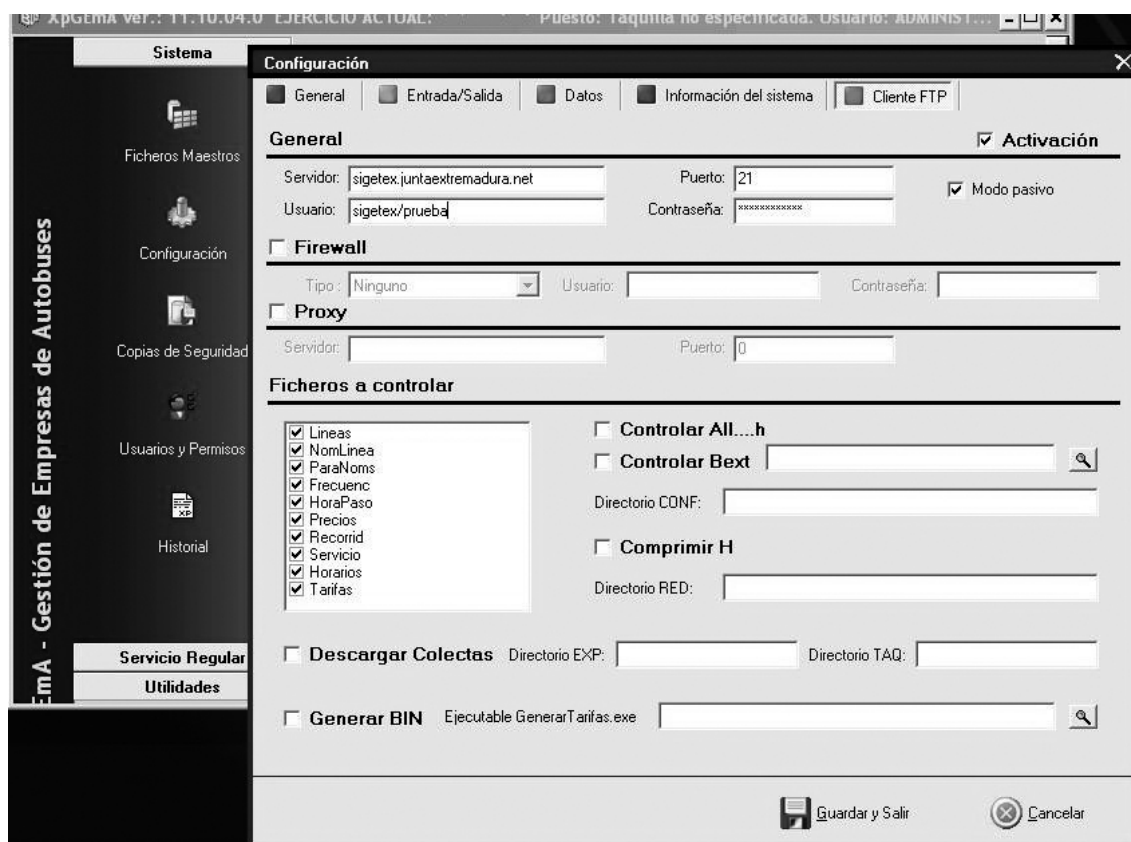 XpGEmA Ver.: 11.10.04.0 EJERCICIO ACTUAL: Puesto: Taquilla no especificada. Usuario: ADMINIST...
EmA - Gestión de Empresas de Autobuses
Sistema
Ficheros Maestros
Configuración
Copias de Seguridad
Usuarios y Permisos
Historial
Servicio Regular
Utilidades
Configuración
General Entrada/Salida Datos Información del sistema Cliente FTP
General Activación
Servidor: sigetex.juntaextremadura.net Puerto: 21 Modo pasivo
Usuario: sigetex/prueba Contraseña: ************
Firewall
Tipo : Ninguno Usuario: Contraseña:
Proxy
Servidor: Puerto: 0
Ficheros a controlar
Lineas
NomLinea
ParaNoms
Frecuenc
HoraPaso
Precios
Recorrid
Servicio
Horarios
Tarifas
Controlar All....h
Controlar Bext
Directorio CONF:
Comprimir H
Directorio RED:
Descargar Colectas Directorio EXP: Directorio TAQ:
Generar BIN Ejecutable GenerarTarifas.exe
Guardar y Salir Cancelar